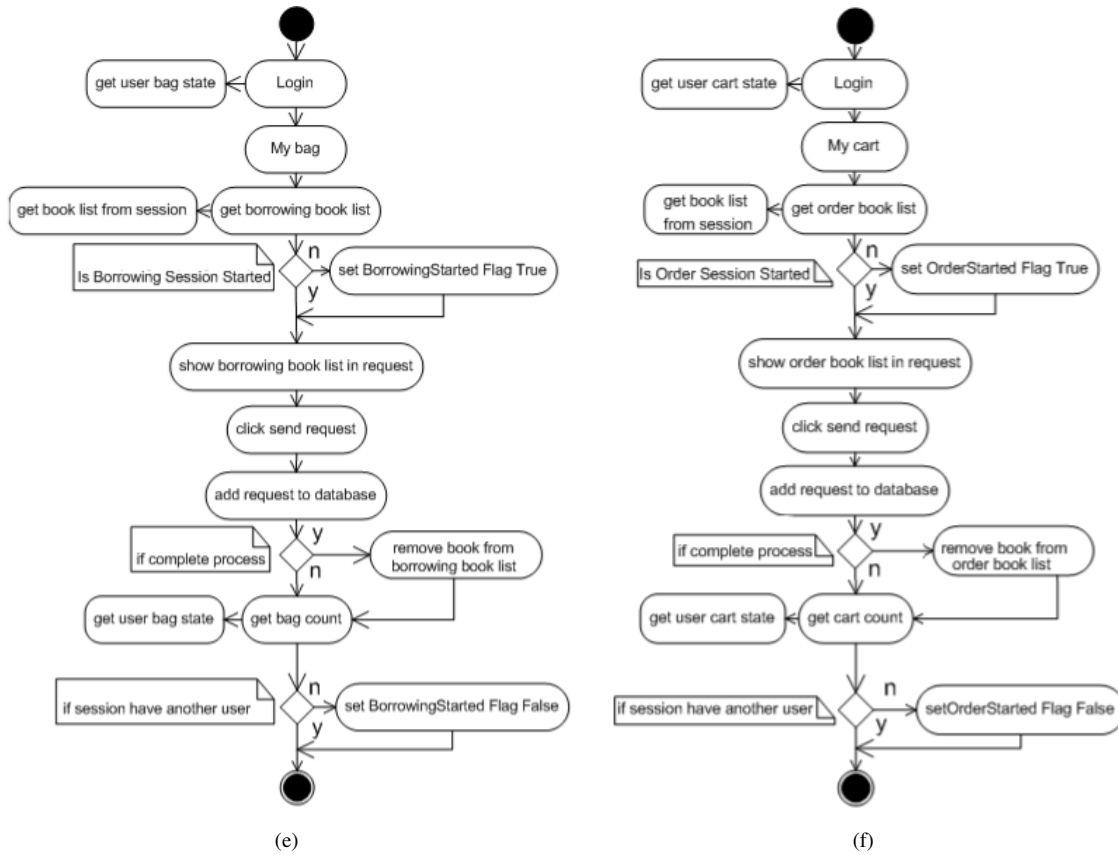 get user bag state
Login
My bag
get book list from session
get borrowing book list
n
Is Borrowing Session Started
set BorrowingStarted Flag True
y
show borrowing book list in request
click send request
add request to database
y
if complete process
remove book from
borrowing book list
n
get user bag state
get bag count
n
if session have another user
set BorrowingStarted Flag False
y
(e)
get user cart state
Login
My cart
get book list
from session
get order book list
n
Is Order Session Started
set OrderStarted Flag True
y
show order book list in request
click send request
add request to database
y
if complete process
remove book from
order book list
n
get user cart state
get cart count
n
if session have another user
setOrderStarted Flag False
y
(f)